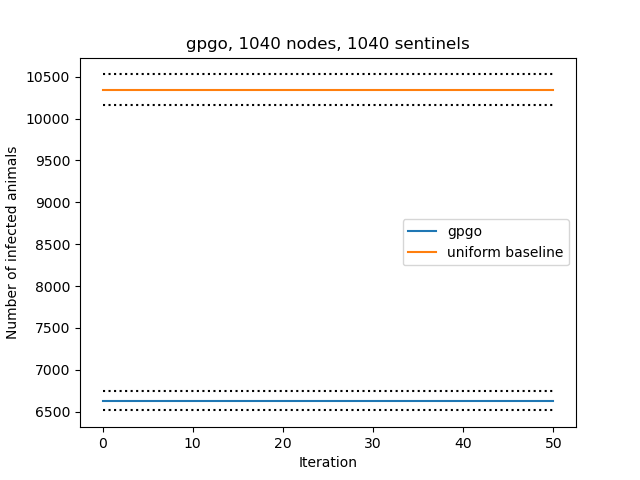 gpgo, 1040 nodes, 1040 sentinels
Number of infected animals
10500
10000
9500
9000
8500
8000
7500
7000
6500
gpgo
uniform baseline
0 10 20 30 40 50
Iteration